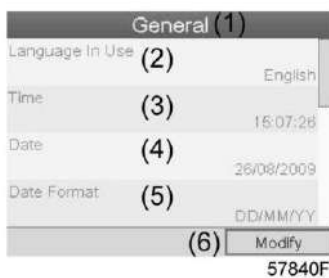 General (1)
Language In Use (2)
English
Time (3)
15:07:26
Date (4)
26/08/2009
Date Format (5)
DD/MM/YY
(6) Modify
57840F